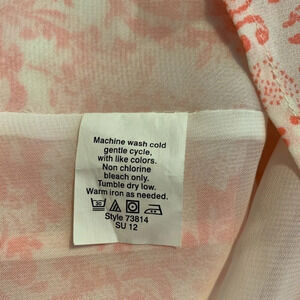 Machine wash cold
gentle cycle,
with like colors.
Non chlorine
bleach only.
Tumble dry low.
Warm iron as needed.
Style 73814
SU 12